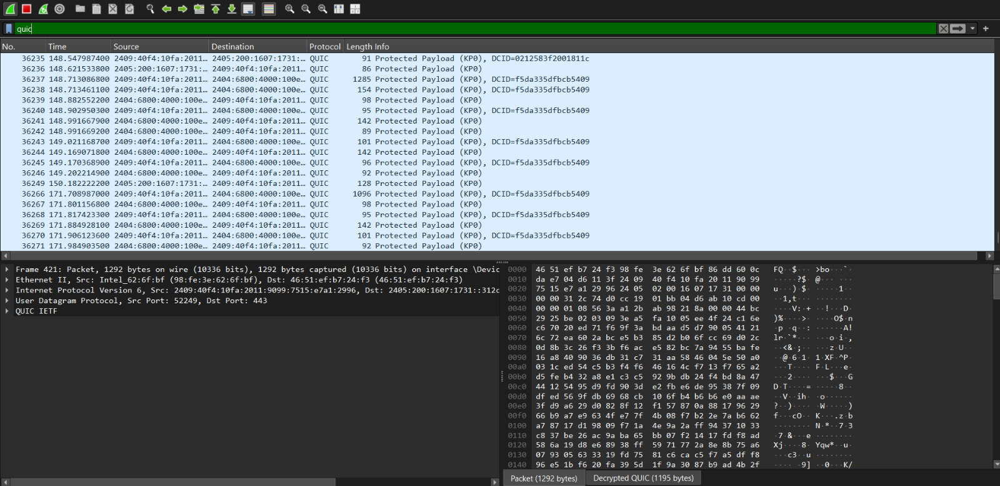 quic
No. Time Source Destination Protocol Length Info
36235 148.547987400 2409:40f4:10fa:2011… 2405:200:1607:1731:… QUIC 91 Protected Payload (KP0), DCID=0212583f2001811c
36236 148.621533800 2405:200:1607:1731:… 2409:40f4:10fa:2011… QUIC 86 Protected Payload (KP0)
36237 148.713086800 2409:40f4:10fa:2011… 2404:6800:4000:100e… QUIC 1285 Protected Payload (KP0), DCID=f5da335dfbcb5409
36238 148.713461100 2409:40f4:10fa:2011… 2404:6800:4000:100e… QUIC 154 Protected Payload (KP0), DCID=f5da335dfbcb5409
36239 148.882552200 2404:6800:4000:100e… 2409:40f4:10fa:2011… QUIC 98 Protected Payload (KP0)
36240 148.902950300 2409:40f4:10fa:2011… 2404:6800:4000:100e… QUIC 95 Protected Payload (KP0), DCID=f5da335dfbcb5409
36241 148.991667900 2404:6800:4000:100e… 2409:40f4:10fa:2011… QUIC 142 Protected Payload (KP0)
36242 148.991669200 2404:6800:4000:100e… 2409:40f4:10fa:2011… QUIC 89 Protected Payload (KP0)
36243 149.021168700 2409:40f4:10fa:2011… 2404:6800:4000:100e… QUIC 101 Protected Payload (KP0), DCID=f5da335dfbcb5409
36244 149.169071800 2404:6800:4000:100e… 2409:40f4:10fa:2011… QUIC 142 Protected Payload (KP0)
36245 149.170368900 2409:40f4:10fa:2011… 2404:6800:4000:100e… QUIC 96 Protected Payload (KP0), DCID=f5da335dfbcb5409
36246 149.202214900 2404:6800:4000:100e… 2409:40f4:10fa:2011… QUIC 92 Protected Payload (KP0)
36249 150.182222200 2405:200:1607:1731:… 2409:40f4:10fa:2011… QUIC 128 Protected Payload (KP0)
36266 171.708987000 2409:40f4:10fa:2011… 2404:6800:4000:100e… QUIC 1096 Protected Payload (KP0), DCID=f5da335dfbcb5409
36267 171.801156800 2404:6800:4000:100e… 2409:40f4:10fa:2011… QUIC 98 Protected Payload (KP0)
36268 171.817423300 2409:40f4:10fa:2011… 2404:6800:4000:100e… QUIC 95 Protected Payload (KP0), DCID=f5da335dfbcb5409
36269 171.884928100 2404:6800:4000:100e… 2409:40f4:10fa:2011… QUIC 142 Protected Payload (KP0)
36270 171.906123600 2409:40f4:10fa:2011… 2404:6800:4000:100e… QUIC 101 Protected Payload (KP0), DCID=f5da335dfbcb5409
36271 171.984903500 2404:6800:4000:100e… 2409:40f4:10fa:2011… QUIC 92 Protected Payload (KP0)
Frame 421: Packet, 1292 bytes on wire (10336 bits), 1292 bytes captured (10336 bits) on interface \Devic
Ethernet II, Src: Intel_62:6f:bf (98:fe:3e:62:6f:bf), Dst: 46:51:ef:b7:24:f3 (46:51:ef:b7:24:f3)
Internet Protocol Version 6, Src: 2409:40f4:10fa:2011:9099:7515:e7a1:2996, Dst: 2405:200:1607:1731::312c
User Datagram Protocol, Src Port: 52249, Dst Port: 443
QUIC IETF
0000 46 51 ef b7 24 f3 98 fe 3e 62 6f bf 86 dd 60 0c FQ··$···>bo···`·
0010 da e7 04 d6 11 3f 24 09 40 f4 10 fa 20 11 90 99 ·····?$·@··· ···
0020 75 15 e7 a1 29 96 24 05 02 00 16 07 17 31 00 00 u···)·$······1··
0030 00 00 31 2c 74 d0 cc 19 01 bb 04 d6 ab 10 cd 00 ··1,t···········
0040 00 00 01 08 56 3a a1 2b ab 98 21 8a 00 00 44 bc ····V:·+··!···D·
0050 29 25 be 02 03 09 3e a5 fa 10 05 ee 4f 24 c1 6e )%····>·····O$·n
0060 c6 70 20 ed 71 f6 9f 3a bd aa d5 d7 90 05 41 21 ·p ·q··:······A!
0070 6c 72 ea 60 2a bc e5 b3 85 d2 b0 6f cc 69 d0 2c lr·`*······o·i·,
0080 0d 8b 3c 26 f3 3b f6 ac e5 82 bc 7a 94 55 ba fe ··<&·;·····z·U··
0090 16 a8 40 90 36 db 31 c7 31 aa 58 46 04 5e 50 a0 ··@·6·1·1·XF·^P·
00a0 03 1c ed 54 c5 b3 f4 f6 46 16 4c f7 13 f7 65 a2 ···T····F·L···e·
00b0 d5 fe b4 32 a8 e1 c3 c5 92 9b db 24 f4 bd 8a 47 ···2·······$···G
00c0 44 12 54 95 d9 fd 90 3d e2 fb e6 de 95 38 7f 09 D·T····=·····8··
00d0 df ed 56 9f db 69 68 cb 10 6f b4 b6 b6 e0 aa ae ··V··ih··o······
00e0 3f d9 a6 29 d0 82 8f 12 f1 57 87 0a 88 17 96 29 ?··)·····W·····)
00f0 66 b9 a7 e9 63 4f e7 7f 4b 08 f7 b2 2e 7a b6 62 f···cO··K···.z·b
0100 a7 87 17 d1 98 09 f7 1a 4e 9a 2a ff 94 37 10 33 ········N·*··7·3
0110 c8 37 be 26 ac 9a ba 65 bb 07 f2 14 17 fd f8 ad ·7·&···e········
0120 58 6a 19 d8 e6 89 38 ff 59 71 77 2a 8e 8b 75 a6 Xj····8·Yqw*··u·
0130 07 93 05 63 33 19 fd 75 81 c6 ca c5 f7 a5 df f8 ···c3··u········
0140 96 e5 1b f6 20 fa 39 5d 1f 9a 30 87 b9 ad 4b 2f ···· ·9]··0···K/
Packet (1292 bytes) Decrypted QUIC (1195 bytes)